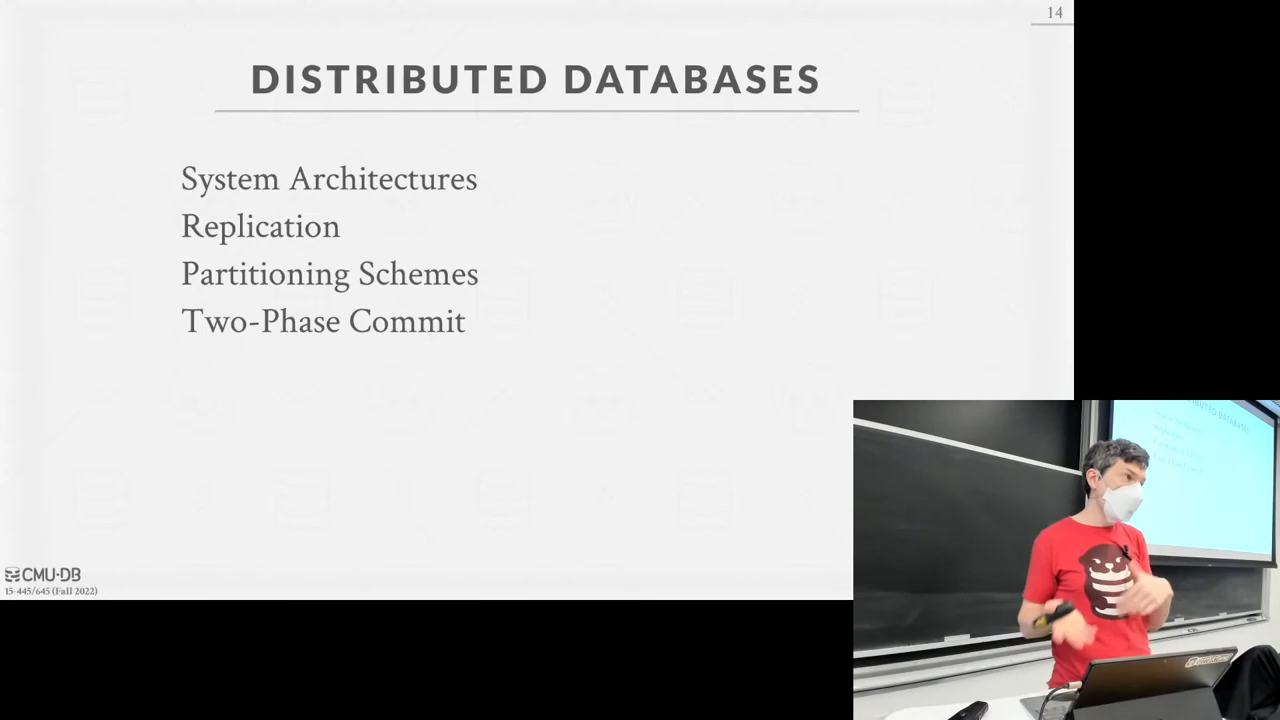 14
DISTRIBUTED DATABASES
System Architectures
Replication
Partitioning Schemes
Two-Phase Commit
CMU·DB
15-445/645 (Fall 2022)